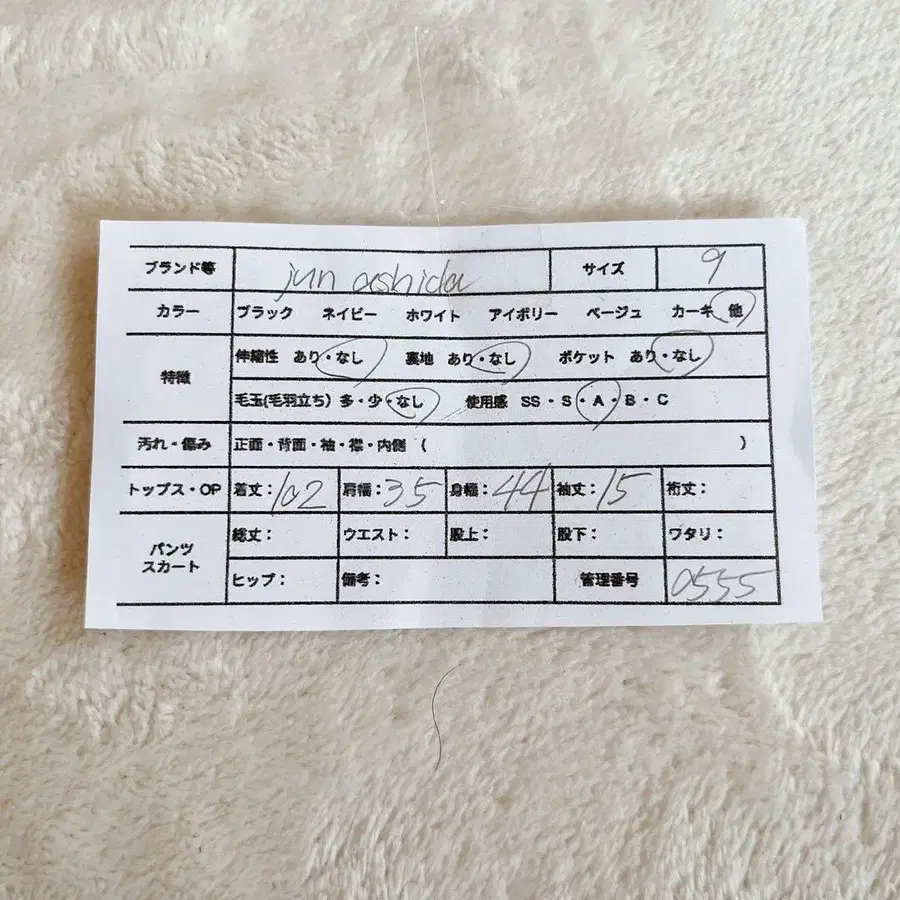 ブランド等 jun ashida サイズ 9
カラー ブラック ネイビー ホワイト アイボリー ベージュ カーキ 他
特徴 伸縮性 あり・なし 裏地 あり・なし ポケット あり・なし
毛玉(毛羽立ち) 多・少・なし 使用感 SS・S・A・B・C
汚れ・傷み 正面・背面・袖・襟・内側 ( )
トップス・OP 着丈：102 肩幅：35 身幅：44 袖丈：15 裄丈：
パンツ スカート 総丈： ウエスト： 股上： 股下： ワタリ：
ヒップ： 備考： 管理番号 0555